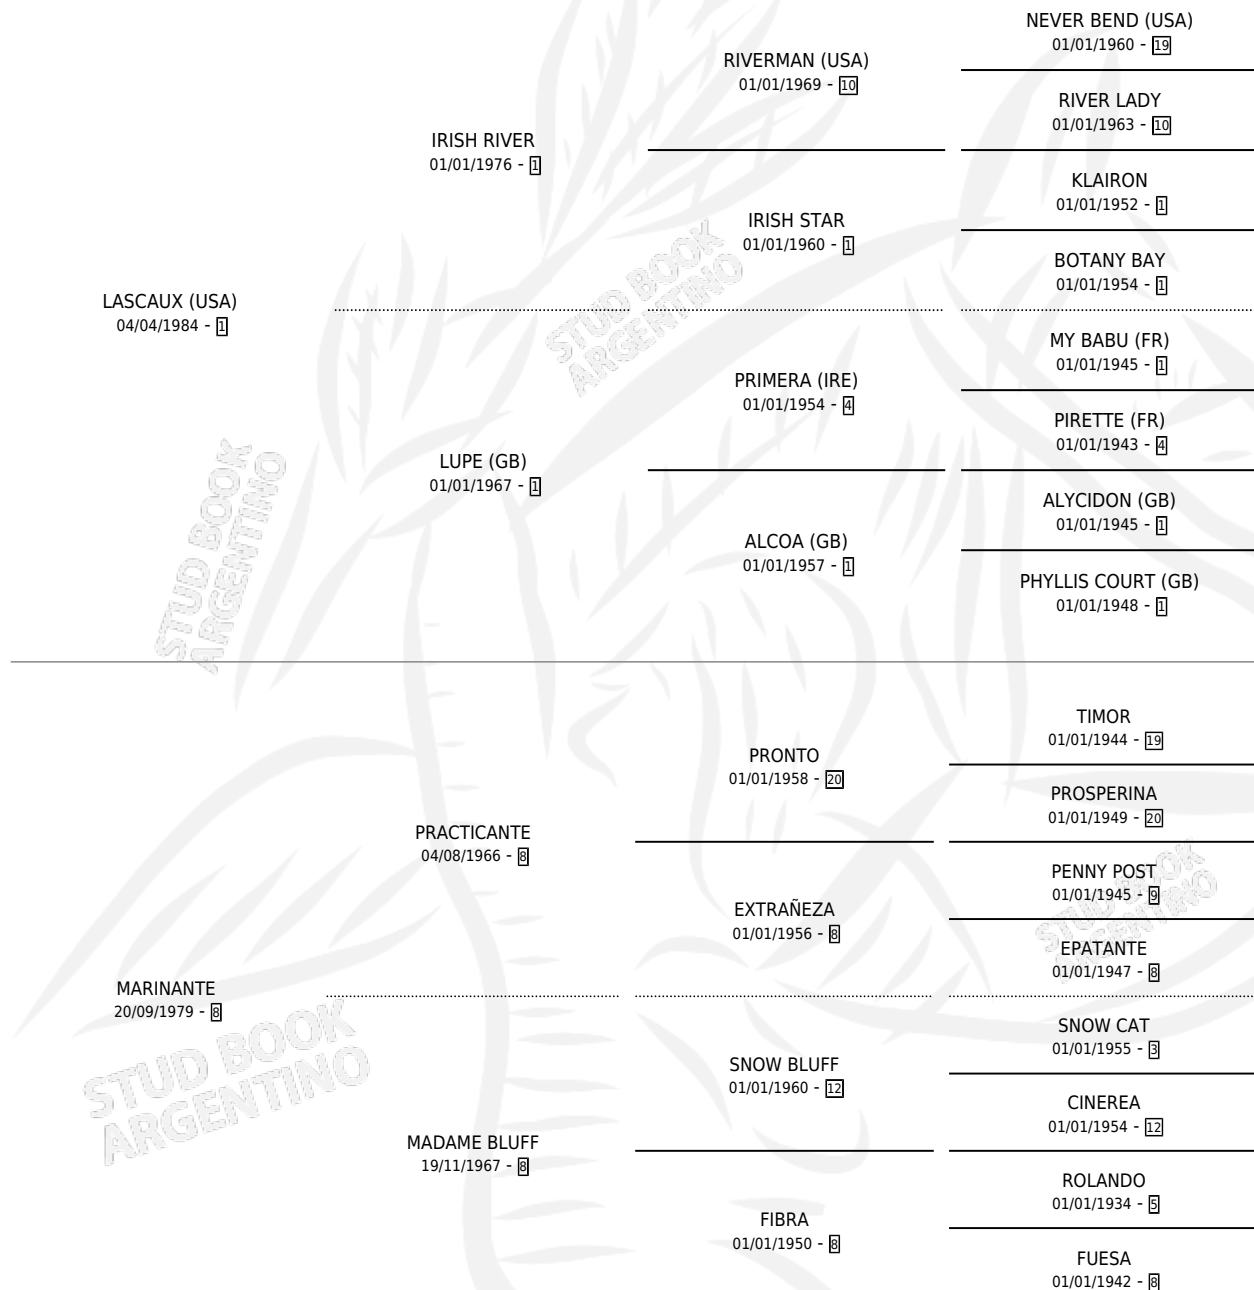 NEVER BEND (USA)
01/01/1960 - 19
RIVERMAN (USA)
01/01/1969 - 10
RIVER LADY
01/01/1963 - 10
IRISH RIVER
01/01/1976 - 1
KLAIRON
01/01/1952 - 1
IRISH STAR
01/01/1960 - 1
BOTANY BAY
01/01/1954 - 1
LASCAUX (USA)
04/04/1984 - 1
MY BABU (FR)
01/01/1945 - 1
PRIMERA (IRE)
01/01/1954 - 4
PIRETTE (FR)
01/01/1943 - 4
LUPE (GB)
01/01/1967 - 1
ALYCIDON (GB)
01/01/1945 - 1
ALCOA (GB)
01/01/1957 - 1
PHYLLIS COURT (GB)
01/01/1948 - 1
TIMOR
01/01/1944 - 19
PRONTO
01/01/1958 - 20
PROSPERINA
01/01/1949 - 20
PRACTICANTE
04/08/1966 - 8
PENNY POST
01/01/1945 - 9
EXTRAÑEZA
01/01/1956 - 8
EPATANTE
01/01/1947 - 8
MARINANTE
20/09/1979 - 8
SNOW CAT
01/01/1955 - 3
SNOW BLUFF
01/01/1960 - 12
CINEREA
01/01/1954 - 12
MADAME BLUFF
19/11/1967 - 8
ROLANDO
01/01/1934 - 5
FIBRA
01/01/1950 - 8
FUESA
01/01/1942 - 8
STUD BOOK
ARGENTINO
STUD BOOK
ARGENTINO
STUD BOOK
ARGENTINO
STUD BOOK
ARGENTINO